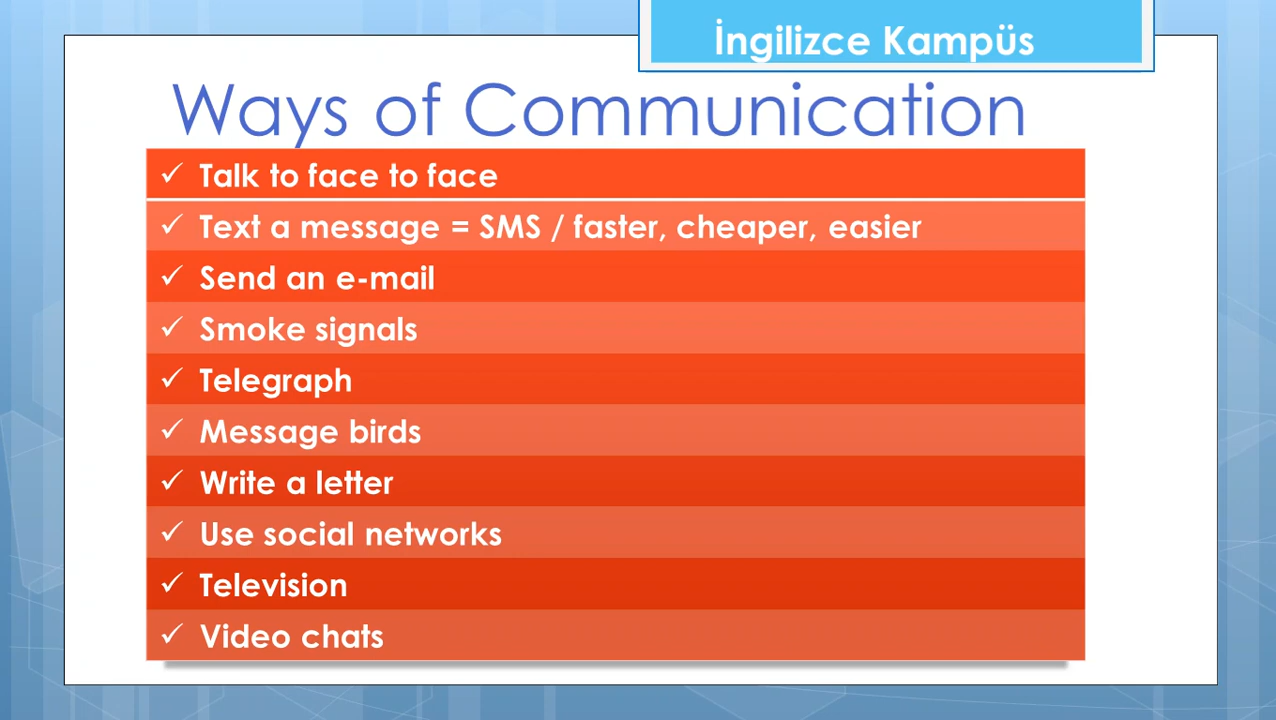 İngilizce Kampüs
Ways of Communication
✓ Talk to face to face
✓ Text a message = SMS / faster, cheaper, easier
✓ Send an e-mail
✓ Smoke signals
✓ Telegraph
✓ Message birds
✓ Write a letter
✓ Use social networks
✓ Television
✓ Video chats